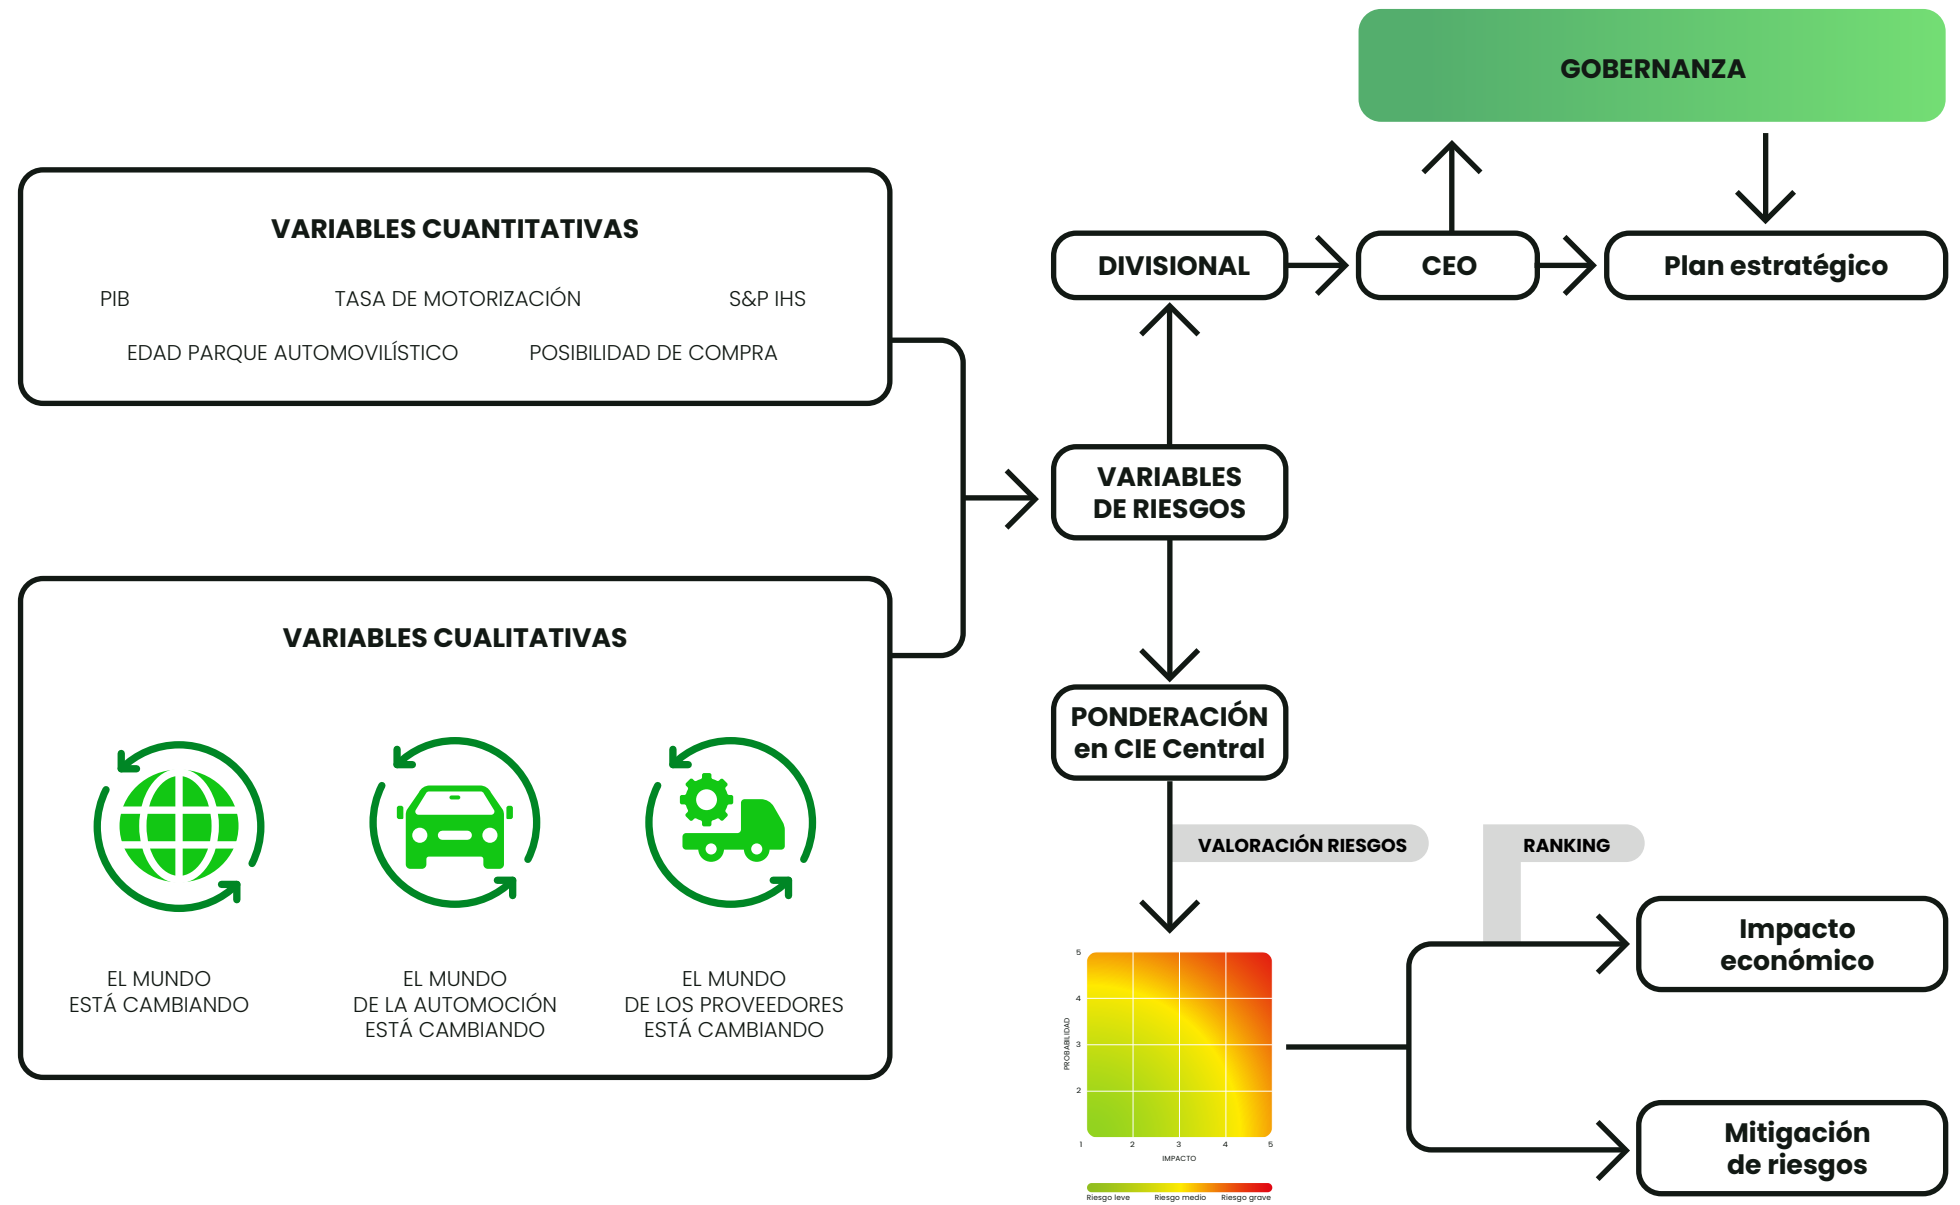 GOBERNANZA
VARIABLES CUANTITATIVAS
PIB
TASA DE MOTORIZACIÓN
S&P IHS
EDAD PARQUE AUTOMOVILÍSTICO
POSIBILIDAD DE COMPRA
DIVISIONAL
CEO
Plan estratégico
VARIABLES
DE RIESGOS
VARIABLES CUALITATIVAS
EL MUNDO
ESTÁ CAMBIANDO
EL MUNDO
DE LA AUTOMOCIÓN
ESTÁ CAMBIANDO
EL MUNDO
DE LOS PROVEEDORES
ESTÁ CAMBIANDO
PONDERACIÓN
en CIE Central
VALORACIÓN RIESGOS
RANKING
Impacto
económico
Mitigación
de riesgos
PROBABILIDAD
5
4
3
2
1
2
3
4
5
IMPACTO
Riesgo leve
Riesgo medio
Riesgo grave